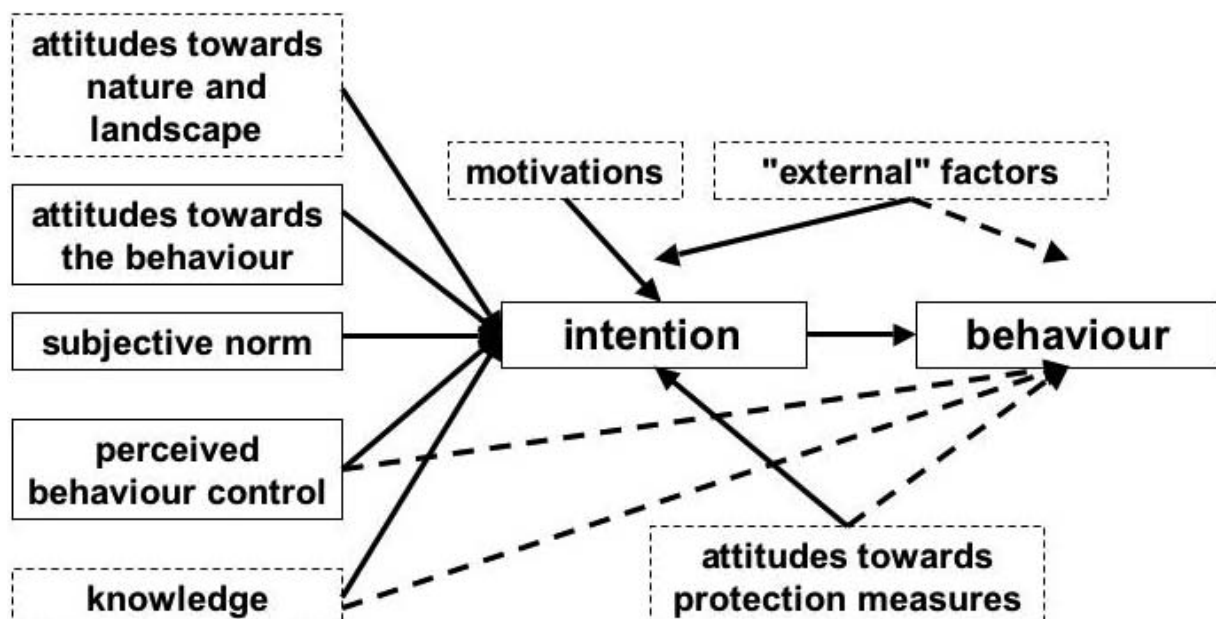 attitudes towards
nature and
landscape
motivations
"external" factors
attitudes towards
the behaviour
subjective norm
intention
behaviour
perceived
behaviour control
attitudes towards
protection measures
knowledge